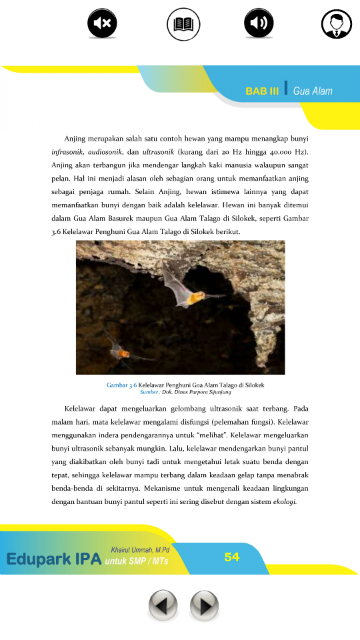 BAB III Gua Alam
Anjing merupakan salah satu contoh hewan yang mampu menangkap bunyi
infrasonik, audiosonik, dan ultrasonik (kurang dari 20 Hz hingga 40.000 Hz).
Anjing akan terbangun jika mendengar langkah kaki manusia walaupun sangat
pelan. Hal ini menjadi alasan oleh sebagian orang untuk memanfaatkan anjing
sebagai penjaga rumah. Selain Anjing, hewan istimewa lainnya yang dapat
memanfaatkan bunyi dengan baik adalah kelelawar. Hewan ini banyak ditemui
dalam Gua Alam Basurek maupun Gua Alam Talago di Silokek, seperti Gambar
3.6 Kelelawar Penghuni Gua Alam Talago di Silokek berikut.
Gambar 3.6 Kelelawar Penghuni Goa Alam Talago di Silokek
Sumber : Dok. Dinas Parpora Sijunjung
Kelelawar dapat mengeluarkan gelombang ultrasonik saat terbang. Pada
malam hari, mata kelelawar mengalami disfungsi (pelemahan fungsi). Kelelawar
menggunakan indera pendengarannya untuk "melihat". Kelelawar mengeluarkan
bunyi ultrasonik sebanyak mungkin. Lalu, kelelawar mendengarkan bunyi pantul
yang diakibatkan oleh bunyi tadi untuk mengetahui letak suatu benda dengan
tepat, sehingga kelelawar mampu terbang dalam keadaan gelap tanpa menabrak
benda-benda di sekitarnya. Mekanisme untuk mengenali keadaan lingkungan
dengan bantuan bunyi pantul seperti ini sering disebut dengan sistem ekologi.
Khairul Ummah, M.Pd
Edupark IPA untuk SMP / MTs
54